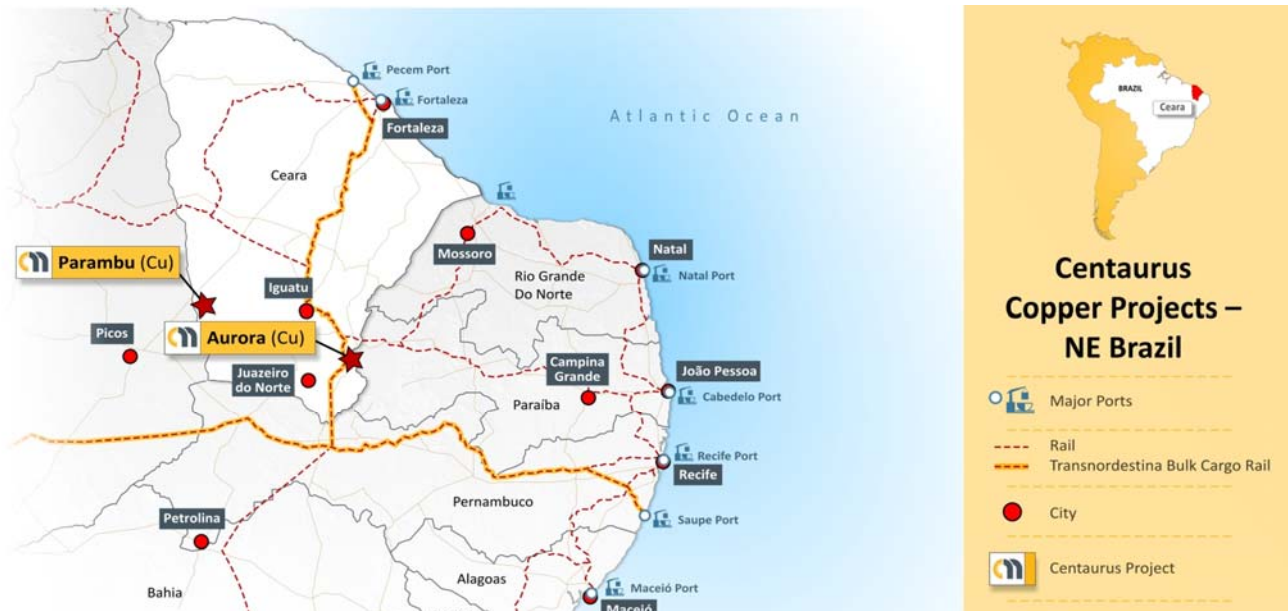 Pecem Port
Fortaleza
Fortaleza
Atlantic Ocean
Ceara
Mossoro
Natal
Natal Port
Rio Grande
Do Norte
Parambu (Cu)
Iguatu
Picos
Aurora (Cu)
Juazeiro
do Norte
Campina
Grande
João Pessoa
Cabedelo Port
Paraíba
Recife Port
Recife
Pernambuco
Saupe Port
Petrolina
Bahia
Alagoas
Maceió Port
Maceió
BRAZIL
Ceara
Centaurus
Copper Projects –
NE Brazil
Major Ports
Rail
Transnordestina Bulk Cargo Rail
City
Centaurus Project